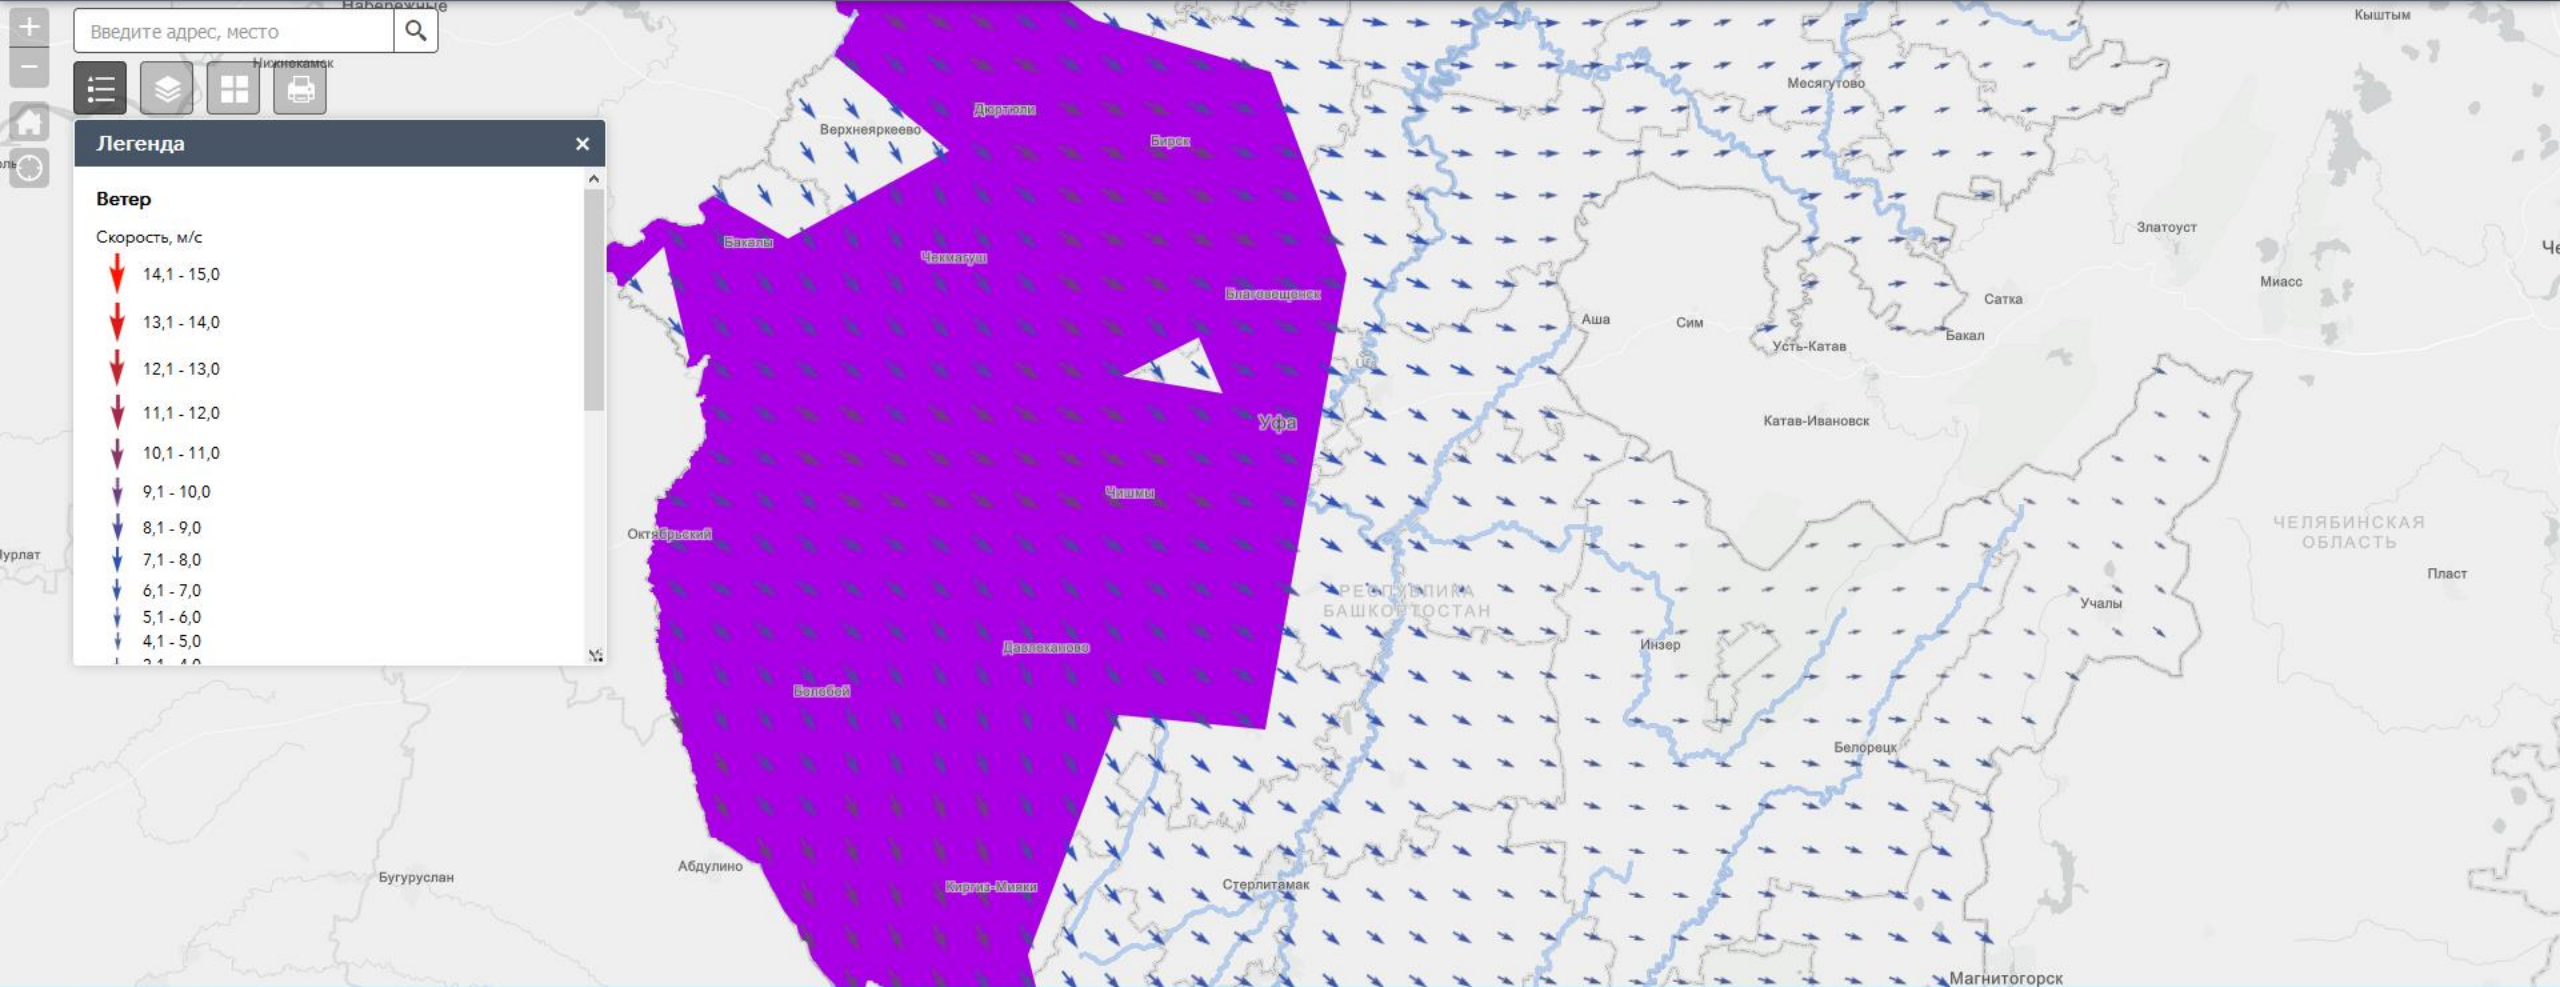 Набережные
Введите адрес, место
Нижнекамск
Легенда
Ветер
Скорость, м/с
14,1 - 15,0
13,1 - 14,0
12,1 - 13,0
11,1 - 12,0
10,1 - 11,0
9,1 - 10,0
8,1 - 9,0
7,1 - 8,0
6,1 - 7,0
5,1 - 6,0
4,1 - 5,0
Кыштым
Месягутово
Дюртюли
Верхнеяркеево
Бирск
Златоуст
Бакалы
Чекмагуш
Миасс
Благовещенск
Сатка
Аша
Сим
Бакал
Усть-Катав
Уфа
Катав-Ивановск
Чишмы
ЧЕЛЯБИНСКАЯ
ОБЛАСТЬ
Октябрьский
Пласт
РЕСПУБЛИКА
БАШКОРТОСТАН
Учалы
Инзер
Давлеканово
Белебей
Белорецк
Абдулино
Бугуруслан
Киргиз-Мияки
Стерлитамак
Магнитогорск